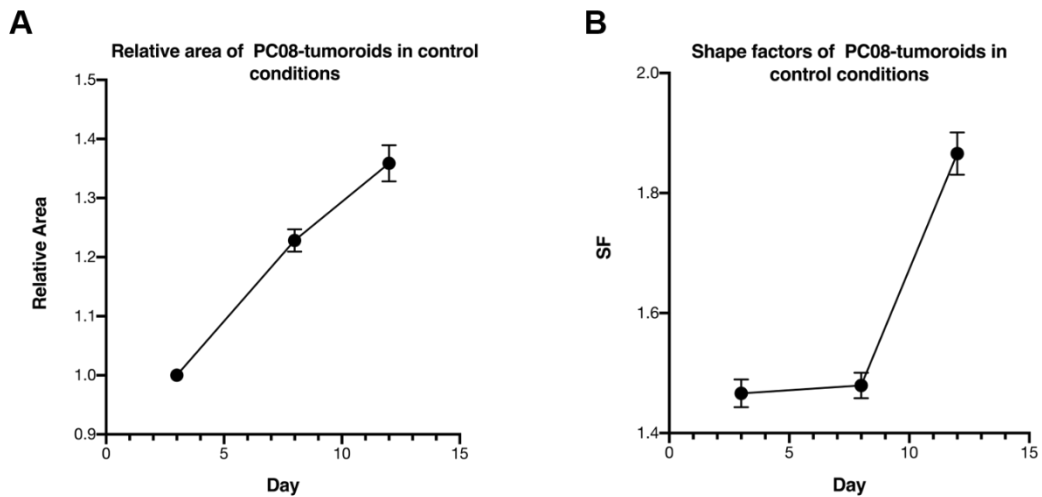 A
Relative area of PC08-tumoroids in control
conditions
1.5
1.4
1.3
1.2
1.1
1.0
0.9
Relative Area
0 5 10 15
Day
B
Shape factors of PC08-tumoroids in
control conditions
2.0
1.8
1.6
1.4
SF
0 5 10 15
Day